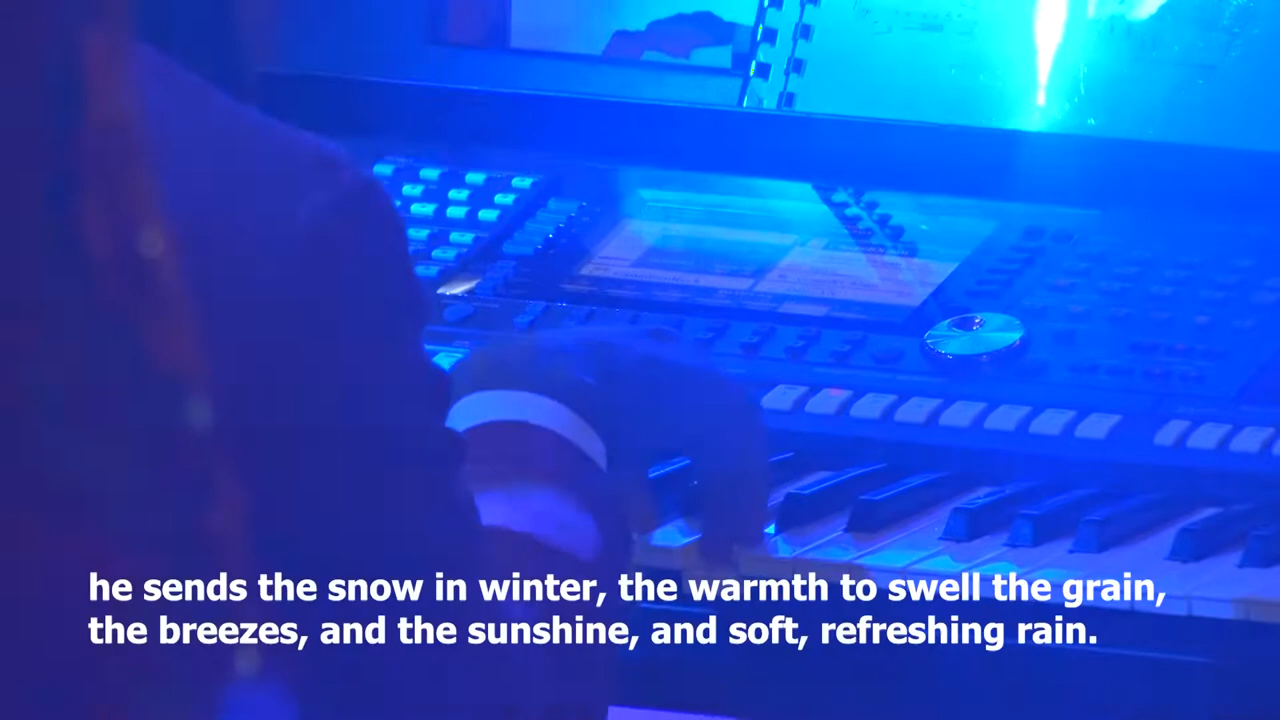 he sends the snow in winter, the warmth to swell the grain,
the breezes, and the sunshine, and soft, refreshing rain.